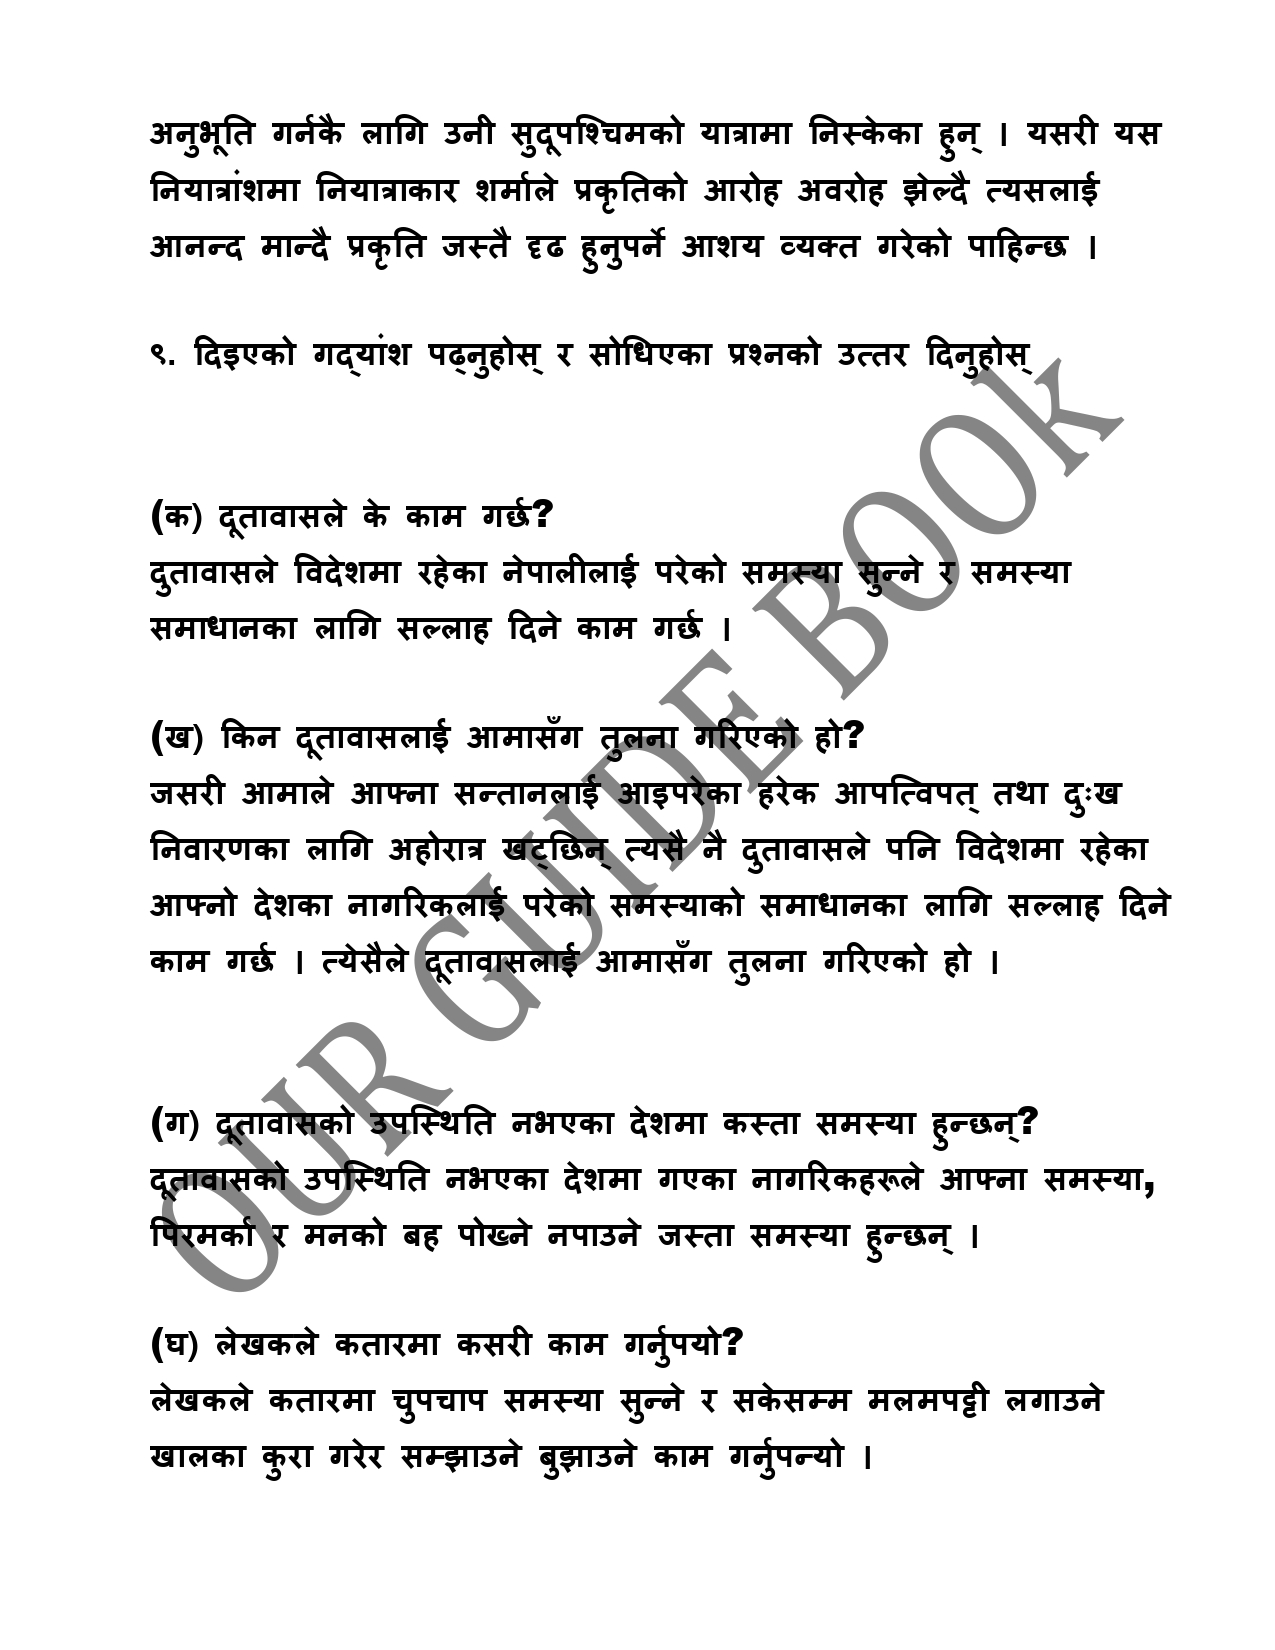 अनुभूति गर्नकै लागि उनी सुदूपश्चिमको यात्रामा निस्केका हुन् । यसरी यस
नियात्रांशमा नियात्राकार शर्माले प्रकृतिको आरोह अवरोह झेल्दै त्यसलाई
आनन्द मान्दै प्रकृति जस्तै दृढ हुनुपर्ने आशय व्यक्त गरेको पाहिन्छ ।
९. दिइएको गद्‌यांश पढ्नुहोस् र सोधिएका प्रश्नको उत्तर दिनुहोस्
(क) दूतावासले के काम गर्छ?
दुतावासले विदेशमा रहेका नेपालीलाई परेको समस्या सुन्ने र समस्या
समाधानका लागि सल्लाह दिने काम गर्छ ।
(ख) किन दूतावासलाई आमासँग तुलना गरिएको हो?
जसरी आमाले आफ्ना सन्तानलाई आइपरेका हरेक आपत्विपत् तथा दुःख
निवारणका लागि अहोरात्र खट्छिन् त्यसै नै दुतावासले पनि विदेशमा रहेका
आफ्नो देशका नागरिकलाई परेको समस्याको समाधानका लागि सल्लाह दिने
काम गर्छ । त्येसैले दूतावासलाई आमासँग तुलना गरिएको हो ।
(ग) दूतावासको उपस्थिति नभएका देशमा कस्ता समस्या हुन्छन्?
दूतावासको उपस्थिति नभएका देशमा गएका नागरिकहरूले आफ्ना समस्या,
पिरमर्का र मनको बह पोख्ने नपाउने जस्ता समस्या हुन्छन् ।
(घ) लेखकले कतारमा कसरी काम गर्नुपयो?
लेखकले कतारमा चुपचाप समस्या सुन्ने र सकेसम्म मलमपट्टी लगाउने
खालका कुरा गरेर सम्झाउने बुझाउने काम गर्नुपन्यो ।
OUR GUIDE BOOk